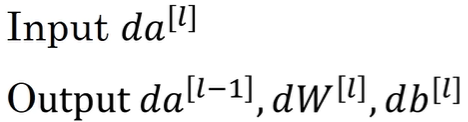 Input da^[l]
Output da^[l−1], dW^[l], db^[l]